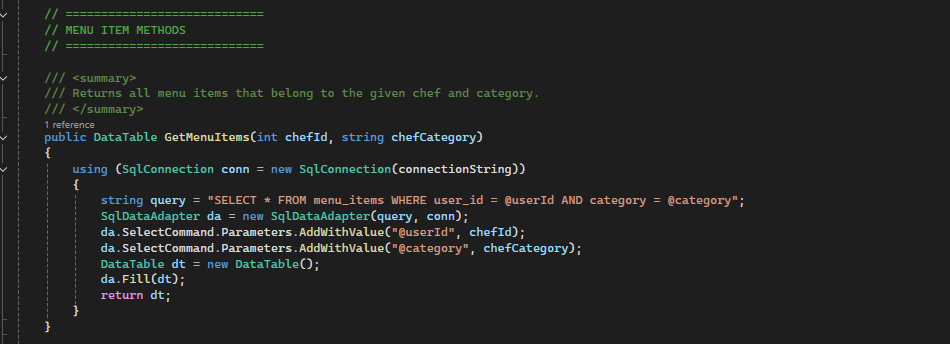 // ============================
// MENU ITEM METHODS
// ============================
/// <summary>
/// Returns all menu items that belong to the given chef and category.
/// </summary>
1 reference
public DataTable GetMenuItems(int chefId, string chefCategory)
{
using (SqlConnection conn = new SqlConnection(connectionString))
{
string query = "SELECT * FROM menu_items WHERE user_id = @userId AND category = @category";
SqlDataAdapter da = new SqlDataAdapter(query, conn);
da.SelectCommand.Parameters.AddWithValue("@userId", chefId);
da.SelectCommand.Parameters.AddWithValue("@category", chefCategory);
DataTable dt = new DataTable();
da.Fill(dt);
return dt;
}
}